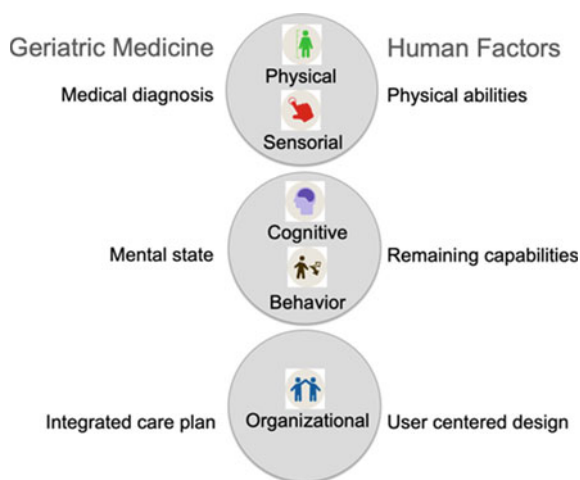 Geriatric Medicine
Human Factors
Physical
Medical diagnosis
Physical abilities
Sensorial
Cognitive
Mental state
Remaining capabilities
Behavior
Integrated care plan
Organizational
User centered design